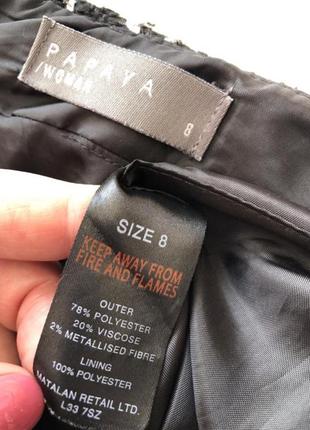 PAPAYA
/WOMAN
8
SIZE 8
KEEP AWAY FROM
FIRE AND FLAMES
OUTER
78% POLYESTER
20% VISCOSE
2% METALLISED FIBRE
LINING
100% POLYESTER
MATALAN RETAIL LTD.
L33 7SZ